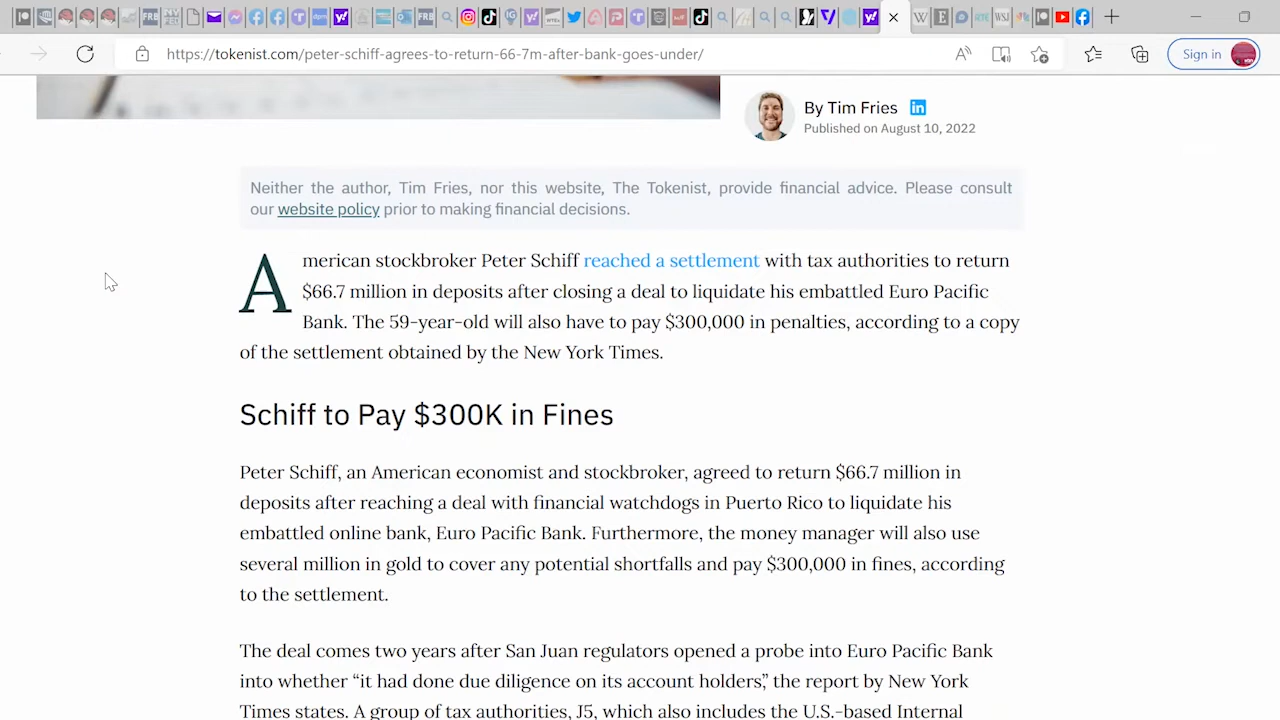 https://tokenist.com/peter-schiff-agrees-to-return-66-7m-after-bank-goes-under/
Sign in
By Tim Fries
Published on August 10, 2022
Neither the author, Tim Fries, nor this website, The Tokenist, provide financial advice. Please consult
our website policy prior to making financial decisions.
American stockbroker Peter Schiff reached a settlement with tax authorities to return
$66.7 million in deposits after closing a deal to liquidate his embattled Euro Pacific
Bank. The 59-year-old will also have to pay $300,000 in penalties, according to a copy
of the settlement obtained by the New York Times.
Schiff to Pay $300K in Fines
Peter Schiff, an American economist and stockbroker, agreed to return $66.7 million in
deposits after reaching a deal with financial watchdogs in Puerto Rico to liquidate his
embattled online bank, Euro Pacific Bank. Furthermore, the money manager will also use
several million in gold to cover any potential shortfalls and pay $300,000 in fines, according
to the settlement.
The deal comes two years after San Juan regulators opened a probe into Euro Pacific Bank
into whether “it had done due diligence on its account holders,” the report by New York
Times states. A group of tax authorities, J5, which also includes the U.S.-based Internal